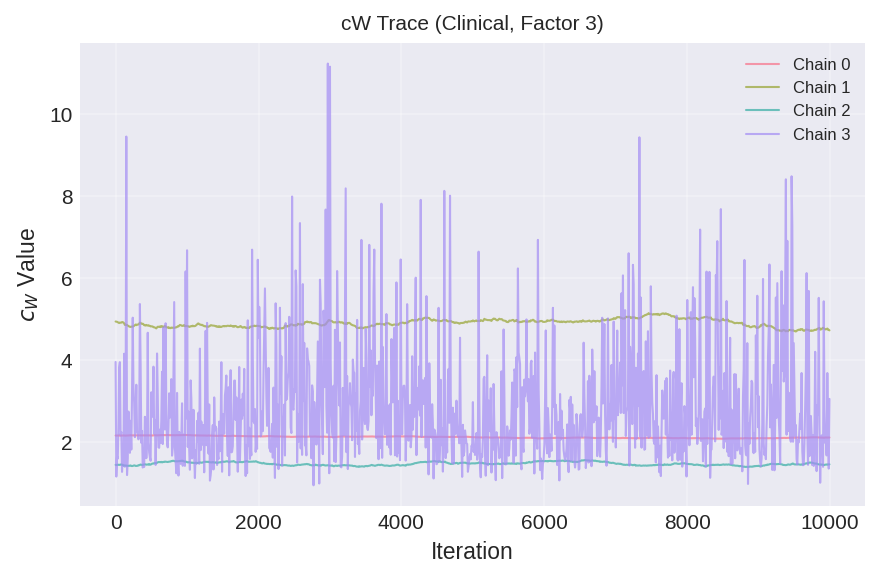 cW Trace (Clinical, Factor 3)
Chain 0
Chain 1
Chain 2
Chain 3
10
8
6
4
2
c_W Value
0 2000 4000 6000 8000 10000
Iteration